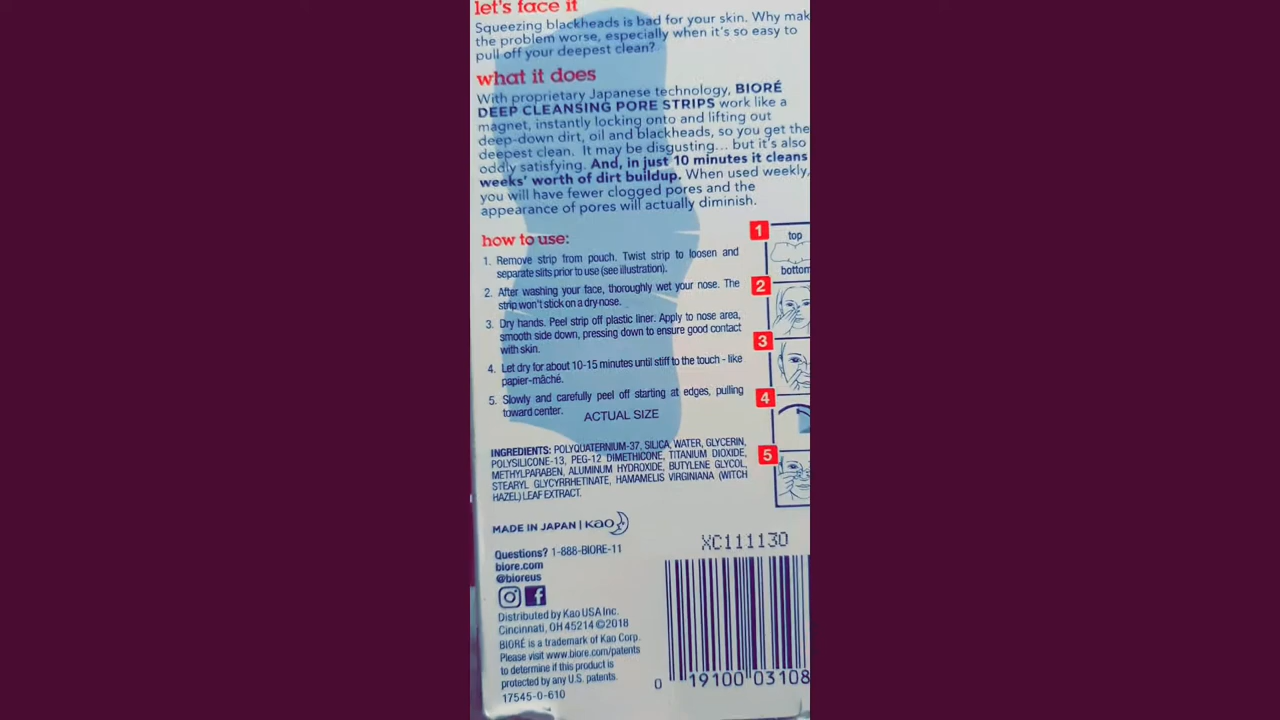 let's face it
Squeezing blackheads is bad for your skin. Why mak
the problem worse, especially when it's so easy to
pull off your deepest clean?
what it does
With proprietary Japanese technology, BIORÉ
DEEP CLEANSING PORE STRIPS work like a
magnet, instantly locking onto and lifting out
deep-down dirt, oil and blackheads, so you get the
deepest clean. It may be disgusting... but it's also
oddly satisfying. And, in just 10 minutes it cleans
weeks' worth of dirt buildup. When used weekly,
you will have fewer clogged pores and the
appearance of pores will actually diminish.
how to use:
1. Remove strip from pouch. Twist strip to loosen and
separate slits prior to use (see illustration).
2. After washing your face, thoroughly wet your nose. The
strip won't stick on a dry nose.
3. Dry hands. Peel strip off plastic liner. Apply to nose area,
smooth side down, pressing down to ensure good contact
with skin.
4. Let dry for about 10-15 minutes until stiff to the touch - like
papier-mâché.
5. Slowly and carefully peel off starting at edges, pulling
toward center.
ACTUAL SIZE
1
top
bottom
2
3
4
5
INGREDIENTS: POLYQUATERNIUM-37, SILICA, WATER, GLYCERIN,
POLYSILICONE-13, PEG-12 DIMETHICONE, TITANIUM DIOXIDE,
METHYLPARABEN, ALUMINUM HYDROXIDE, BUTYLENE GLYCOL,
STEARYL GLYCYRRHETINATE, HAMAMELIS VIRGINIANA (WITCH
HAZEL) LEAF EXTRACT.
MADE IN JAPAN | Kao
XC111130
Questions? 1-888-BIORE-11
biore.com
@bioreus
Distributed by Kao USA Inc.
Cincinnati, OH 45214 ©2018
BIORÉ is a trademark of Kao Corp.
Please visit www.biore.com/patents
to determine if this product is
protected by any U.S. patents.
17545-0-610
0 19100 03108